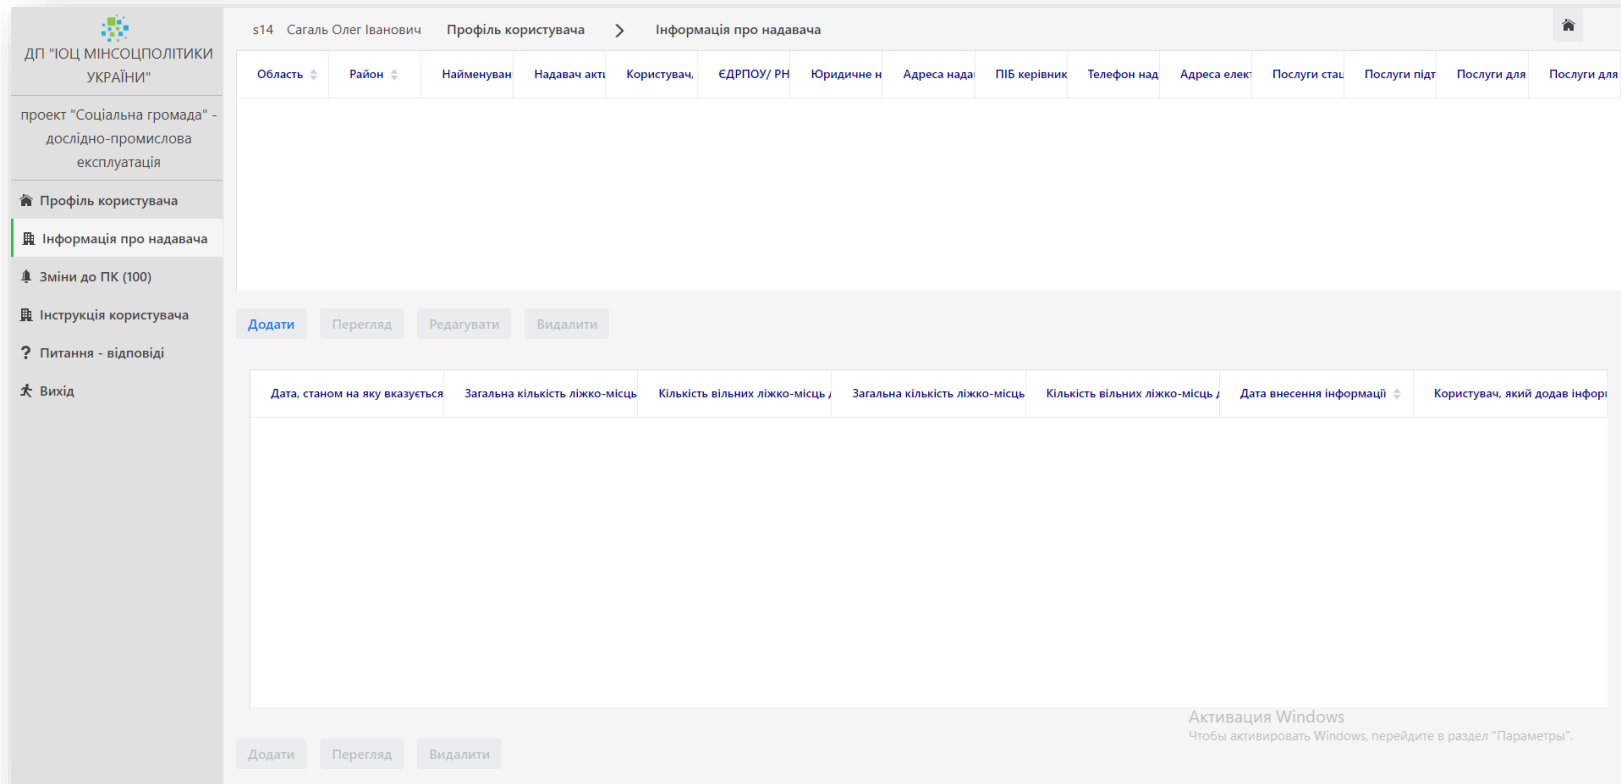 ДП "ІОЦ МІНСОЦПОЛІТИКИ
УКРАЇНИ"
проект "Соціальна громада" -
дослідно-промислова
експлуатація
Профіль користувача
Інформація про надавача
Зміни до ПК (100)
Інструкція користувача
? Питання - відповіді
Вихід
s14 Сагаль Олег Іванович Профіль користувача > Інформація про надавача
Область Район Найменуван Надавач акти Користувач, ЄДРПОУ/ РН Юридичне н Адреса нада ПІБ керівник Телефон над Адреса елект Послуги стац Послуги підт Послуги для Послуги для
Додати Перегляд Редагувати Видалити
Дата, станом на яку вказується Загальна кількість ліжко-місць Кількість вільних ліжко-місць д Загальна кількість ліжко-місць Кількість вільних ліжко-місць д Дата внесення інформації Користувач, який додав інфор
Активация Windows
Чтобы активировать Windows, перейдите в раздел "Параметры".
Додати Перегляд Видалити